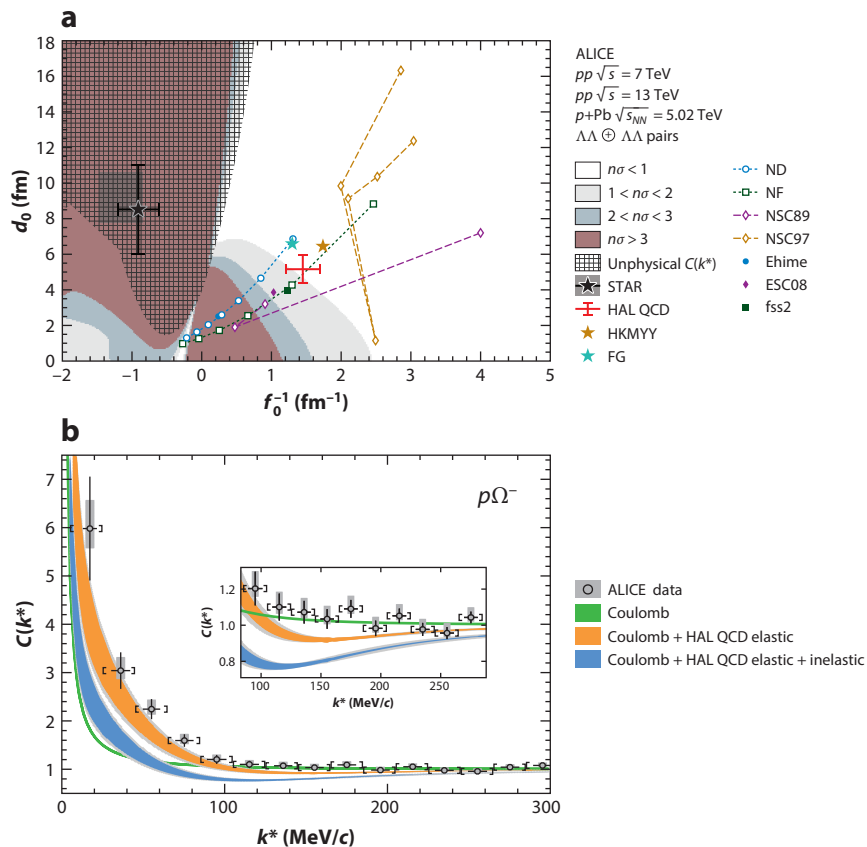 a
18
16
14
12
10
8
6
4
2
0
d₀ (fm)
−2
−1
0
1
2
3
4
5
f₀⁻¹ (fm⁻¹)
ALICE
pp √s = 7 TeV
pp √s = 13 TeV
p+Pb √s_NN = 5.02 TeV
ΛΛ ⊕ Λ̅Λ̅ pairs
nσ < 1
1 < nσ < 2
2 < nσ < 3
nσ > 3
Unphysical C(k*)
STAR
HAL QCD
HKMYY
FG
ND
NF
NSC89
NSC97
Ehime
ESC08
fss2
b
7
6
5
4
3
2
1
C(k*)
pΩ⁻
1.2
1.0
0.8
C(k*)
100
150
200
250
k* (MeV/c)
0
100
200
300
k* (MeV/c)
ALICE data
Coulomb
Coulomb + HAL QCD elastic
Coulomb + HAL QCD elastic + inelastic